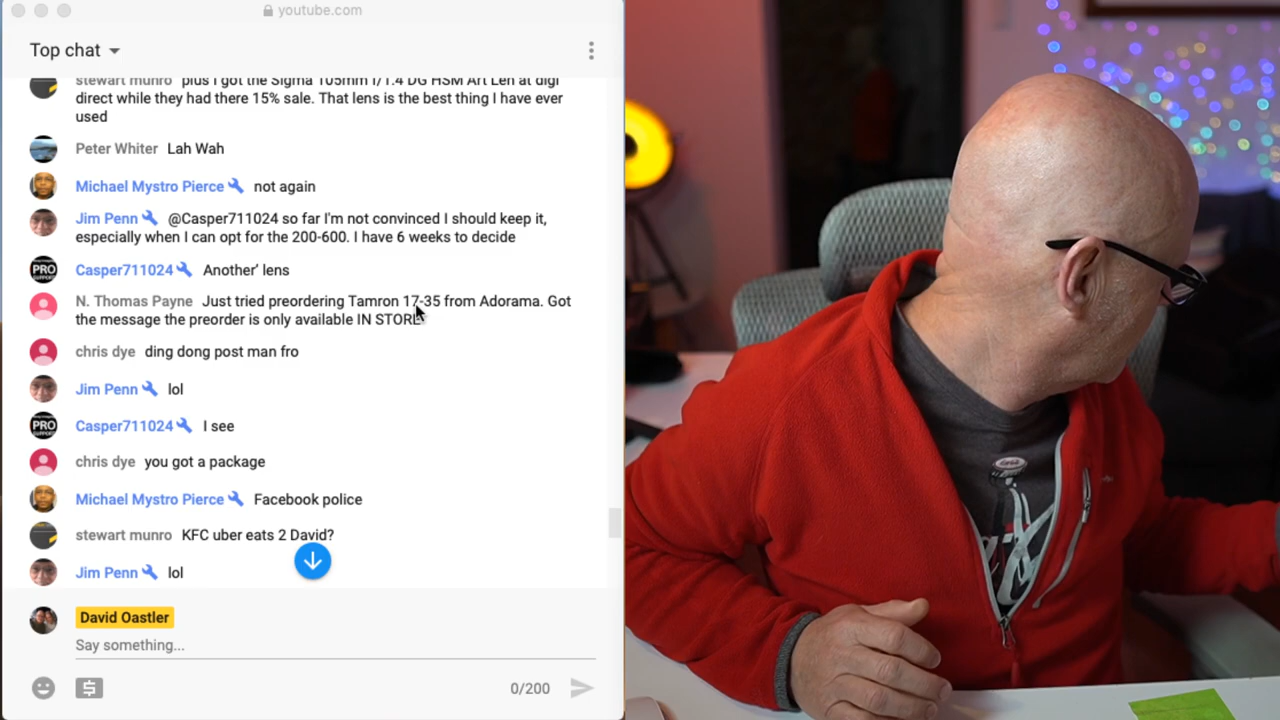 youtube.com
Top chat
stewart munro plus I got the Sigma 105mm f/1.4 DG HSM Art Len at digi
direct while they had there 15% sale. That lens is the best thing I have ever
used
Peter Whiter Lah Wah
Michael Mystro Pierce not again
Jim Penn @Casper711024 so far I'm not convinced I should keep it,
especially when I can opt for the 200-600. I have 6 weeks to decide
PRO
Casper711024 Another' lens
N. Thomas Payne Just tried preordering Tamron 17-35 from Adorama. Got
the message the preorder is only available IN STORE
chris dye ding dong post man fro
Jim Penn lol
PRO
Casper711024 I see
chris dye you got a package
Michael Mystro Pierce Facebook police
stewart munro KFC uber eats 2 David?
Jim Penn lol
David Oastler
Say something...
0/200